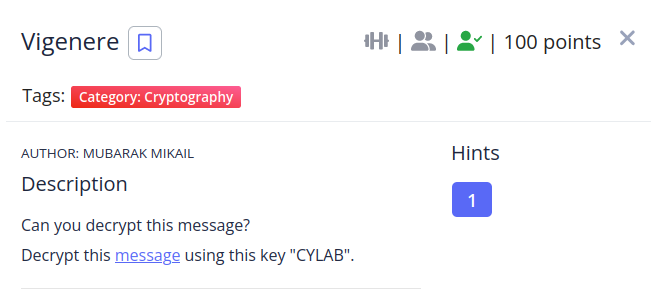 Vigenere
| | | 100 points
Tags: Category: Cryptography
AUTHOR: MUBARAK MIKAIL
Hints
Description
1
Can you decrypt this message?
Decrypt this message using this key "CYLAB".